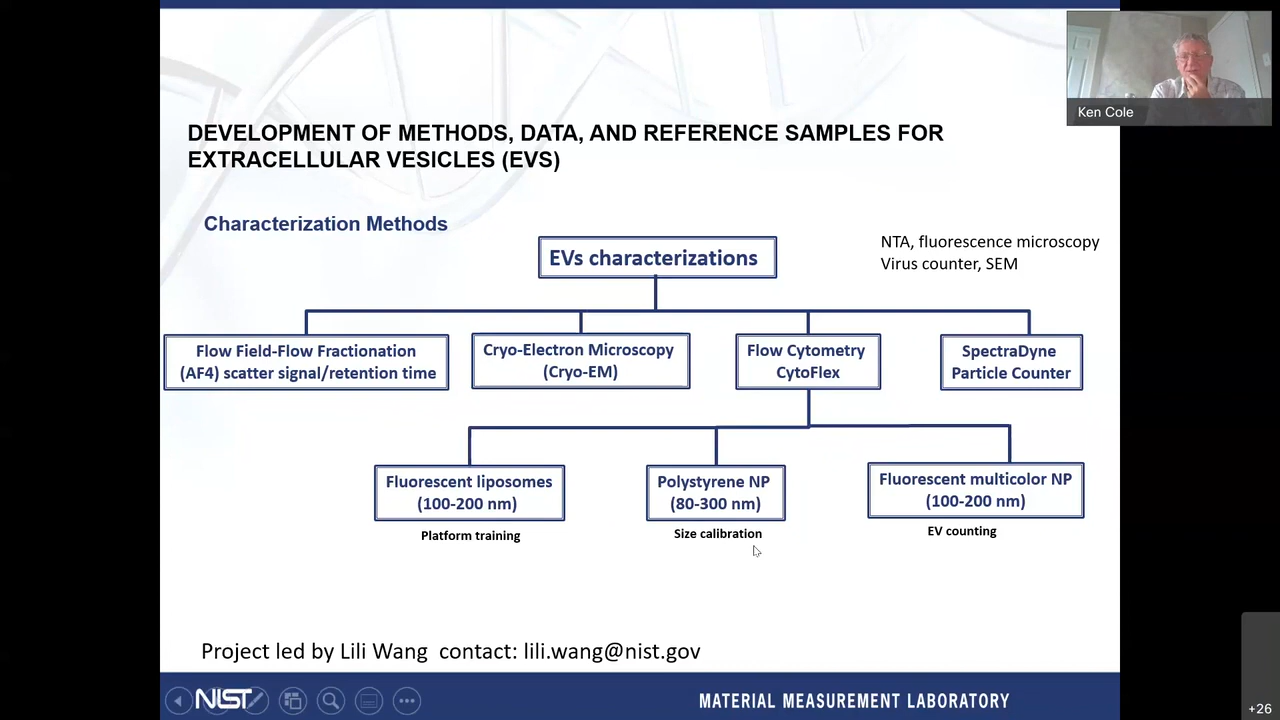 Ken Cole
DEVELOPMENT OF METHODS, DATA, AND REFERENCE SAMPLES FOR
EXTRACELLULAR VESICLES (EVS)
Characterization Methods
EVs characterizations
NTA, fluorescence microscopy
Virus counter, SEM
Flow Field-Flow Fractionation
(AF4) scatter signal/retention time
Cryo-Electron Microscopy
(Cryo-EM)
Flow Cytometry
CytoFlex
SpectraDyne
Particle Counter
Fluorescent liposomes
(100-200 nm)
Platform training
Polystyrene NP
(80-300 nm)
Size calibration
Fluorescent multicolor NP
(100-200 nm)
EV counting
Project led by Lili Wang contact: lili.wang@nist.gov
NIST
MATERIAL MEASUREMENT LABORATORY
+26